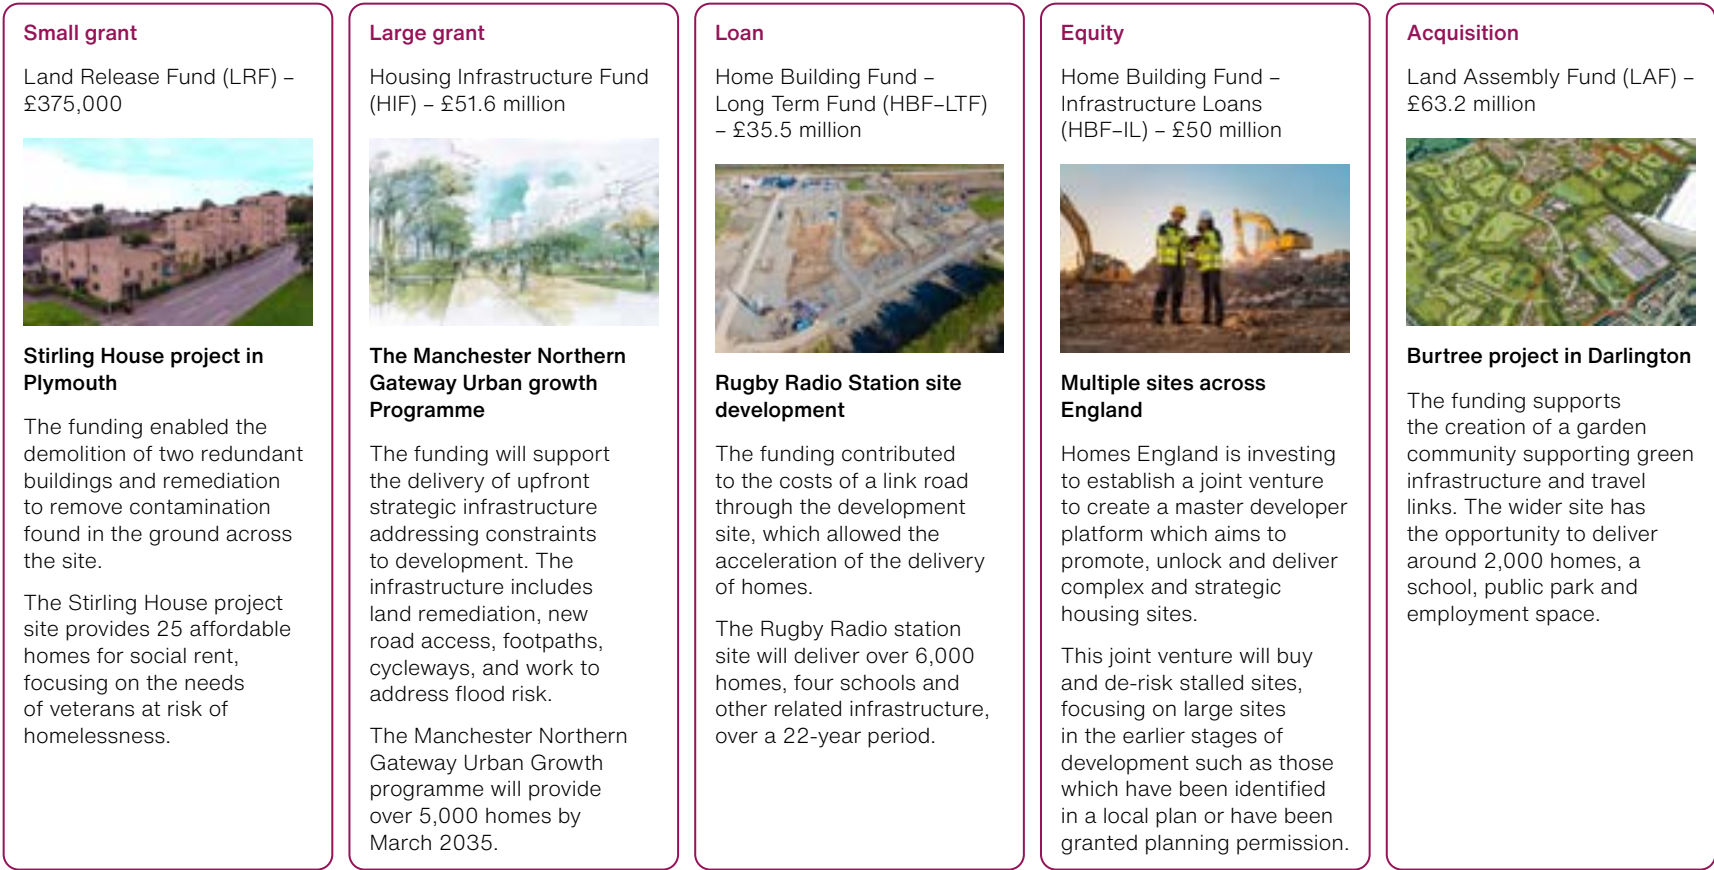 Small grant
Land Release Fund (LRF) –
£375,000
Stirling House project in
Plymouth
The funding enabled the
demolition of two redundant
buildings and remediation
to remove contamination
found in the ground across
the site.
The Stirling House project
site provides 25 affordable
homes for social rent,
focusing on the needs
of veterans at risk of
homelessness.
Large grant
Housing Infrastructure Fund
(HIF) – £51.6 million
The Manchester Northern
Gateway Urban growth
Programme
The funding will support
the delivery of upfront
strategic infrastructure
addressing constraints
to development. The
infrastructure includes
land remediation, new
road access, footpaths,
cycleways, and work to
address flood risk.
The Manchester Northern
Gateway Urban Growth
programme will provide
over 5,000 homes by
March 2035.
Loan
Home Building Fund –
Long Term Fund (HBF–LTF)
– £35.5 million
Rugby Radio Station site
development
The funding contributed
to the costs of a link road
through the development
site, which allowed the
acceleration of the delivery
of homes.
The Rugby Radio station
site will deliver over 6,000
homes, four schools and
other related infrastructure,
over a 22-year period.
Equity
Home Building Fund –
Infrastructure Loans
(HBF–IL) – £50 million
Multiple sites across
England
Homes England is investing
to establish a joint venture
to create a master developer
platform which aims to
promote, unlock and deliver
complex and strategic
housing sites.
This joint venture will buy
and de-risk stalled sites,
focusing on large sites
in the earlier stages of
development such as those
which have been identified
in a local plan or have been
granted planning permission.
Acquisition
Land Assembly Fund (LAF) –
£63.2 million
Burtree project in Darlington
The funding supports
the creation of a garden
community supporting green
infrastructure and travel
links. The wider site has
the opportunity to deliver
around 2,000 homes, a
school, public park and
employment space.